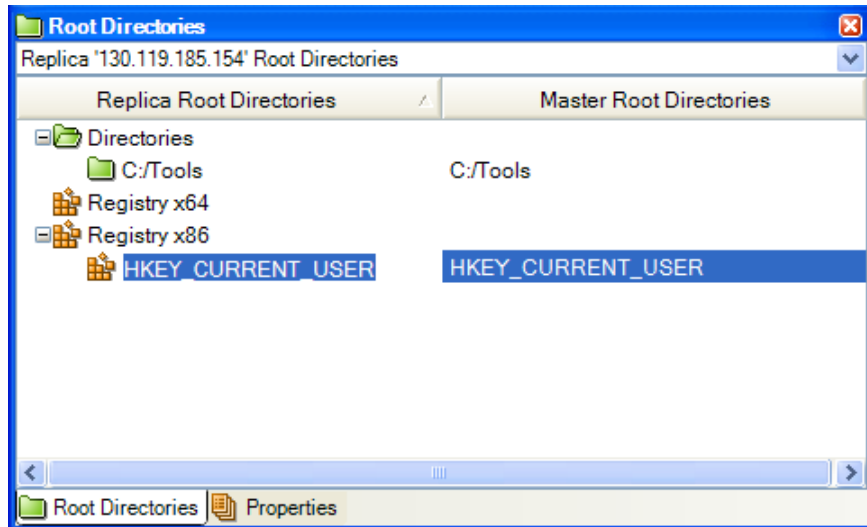 Root Directories
Replica '130.119.185.154' Root Directories
Replica Root Directories Master Root Directories
Directories
C:/Tools C:/Tools
Registry x64
Registry x86
HKEY_CURRENT_USER HKEY_CURRENT_USER
Root Directories Properties